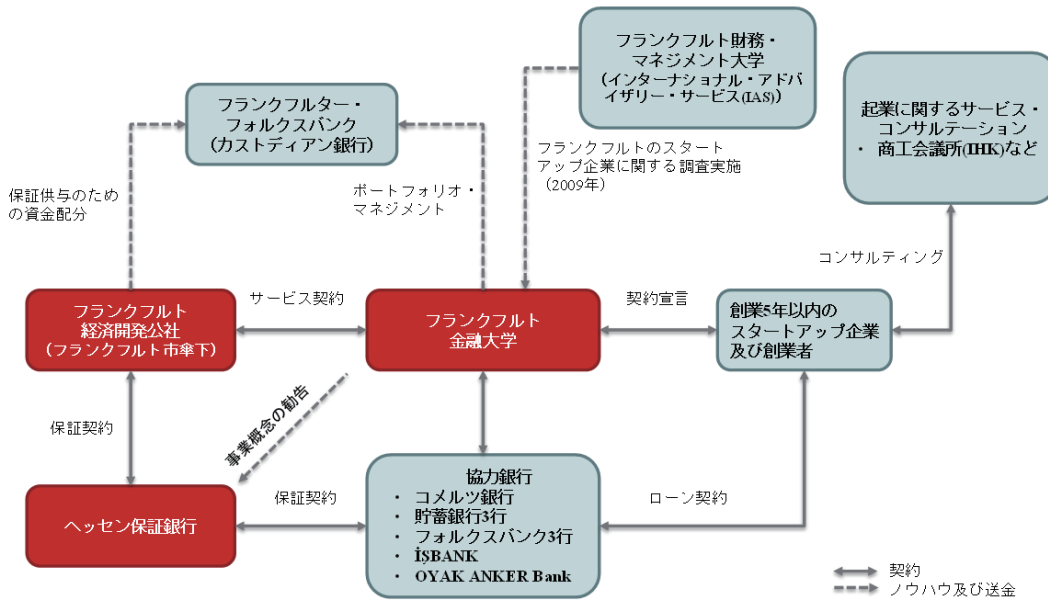 フランクフルト財務・
マネジメント大学
(インターナショナル・アドバ
イザリー・サービス(IAS))
起業に関するサービス・
コンサルテーション
・ 商工会議所(IHK)など
フランクフルター・
フォルクスバンク
(カストディアン銀行)
フランクフルトのスタート
アップ企業に関する調査実施
(2009年)
保証供与のため
の資金配分
ポートフォリオ・
マネジメント
コンサルティング
フランクフルト
経済開発公社
(フランクフルト市傘下)
サービス契約
フランクフルト
金融大学
契約宣言
創業5年以内の
スタートアップ企業
及び創業者
事業概念の勧告
保証契約
ヘッセン保証銀行
保証契約
協力銀行
・ コメルツ銀行
・ 貯蓄銀行3行
・ フォルクスバンク3行
・ İŞBANK
・ OYAK ANKER Bank
ローン契約
契約
ノウハウ及び送金